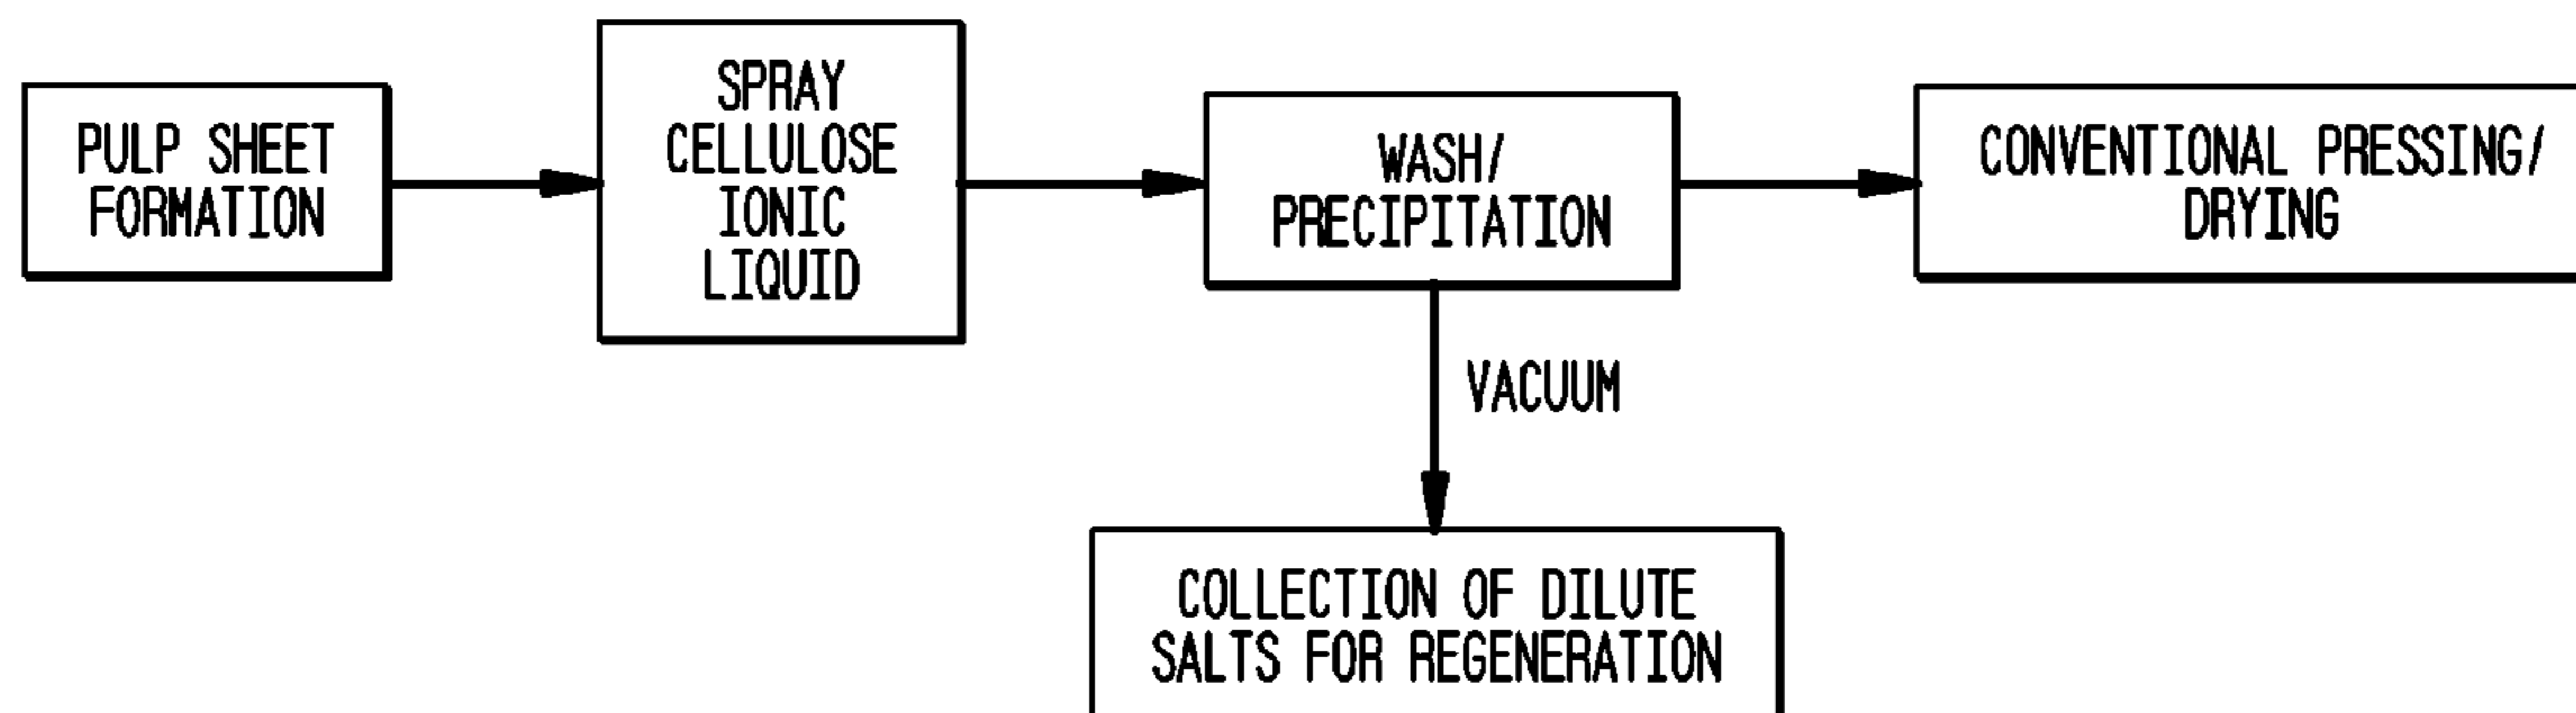 PULP SHEET
FORMATION
SPRAY
CELLULOSE
IONIC
LIQUID
WASH/
PRECIPITATION
CONVENTIONAL PRESSING/
DRYING
VACUUM
COLLECTION OF DILUTE
SALTS FOR REGENERATION